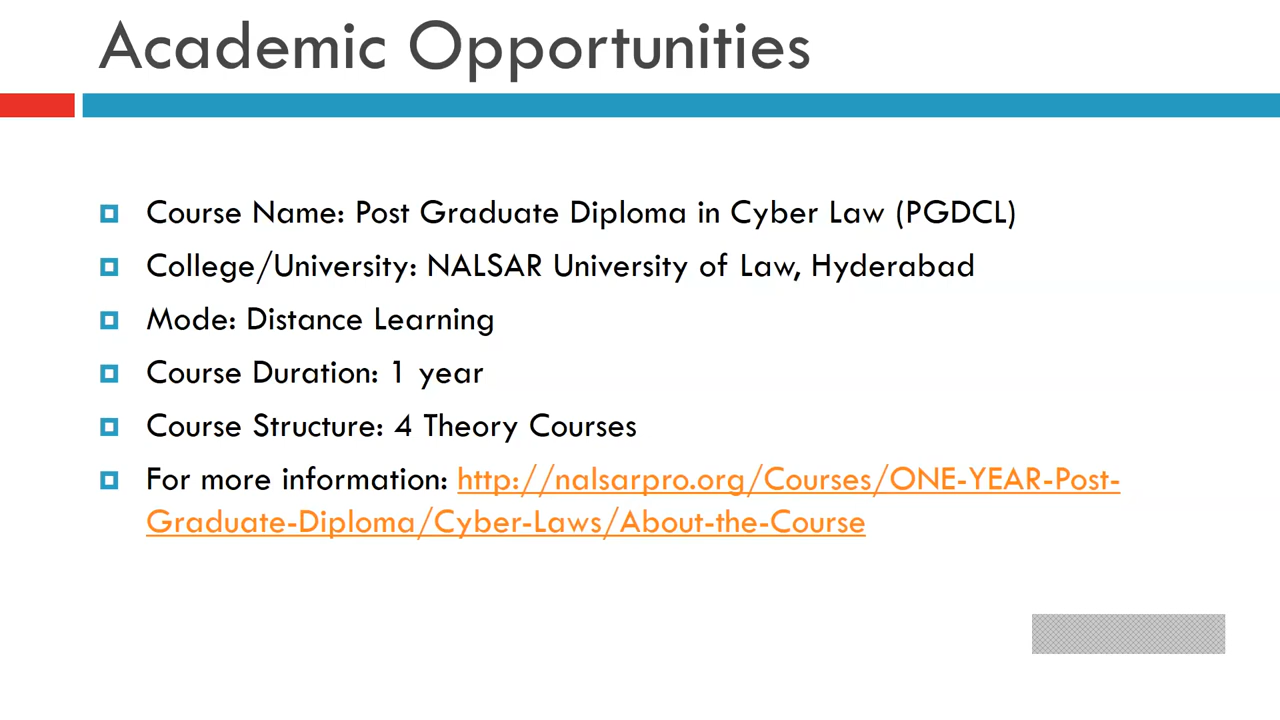 Academic Opportunities
Course Name: Post Graduate Diploma in Cyber Law (PGDCL)
College/University: NALSAR University of Law, Hyderabad
Mode: Distance Learning
Course Duration: 1 year
Course Structure: 4 Theory Courses
For more information: http://nalsarpro.org/Courses/ONE-YEAR-Post-
Graduate-Diploma/Cyber-Laws/About-the-Course